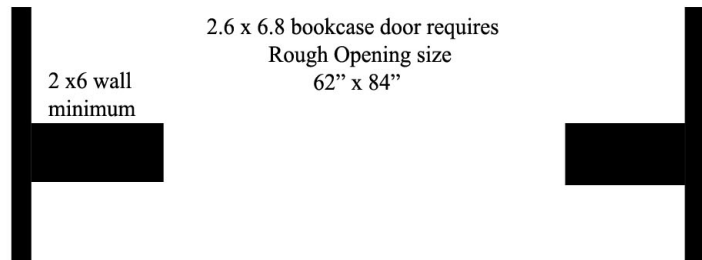 2.6 x 6.8 bookcase door requires
Rough Opening size
62” x 84”
2 x6 wall
minimum